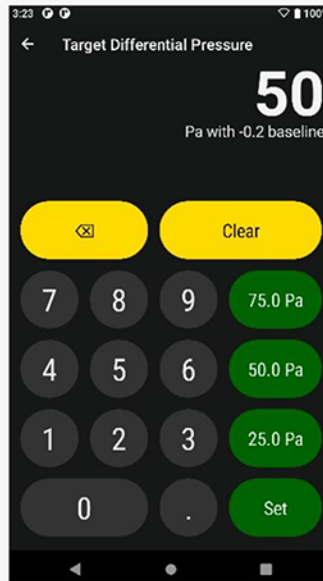 3:23 100%
Target Differential Pressure
50
Pa with -0.2 baseline
Clear
7 8 9 75.0 Pa
4 5 6 50.0 Pa
1 2 3 25.0 Pa
0 . Set